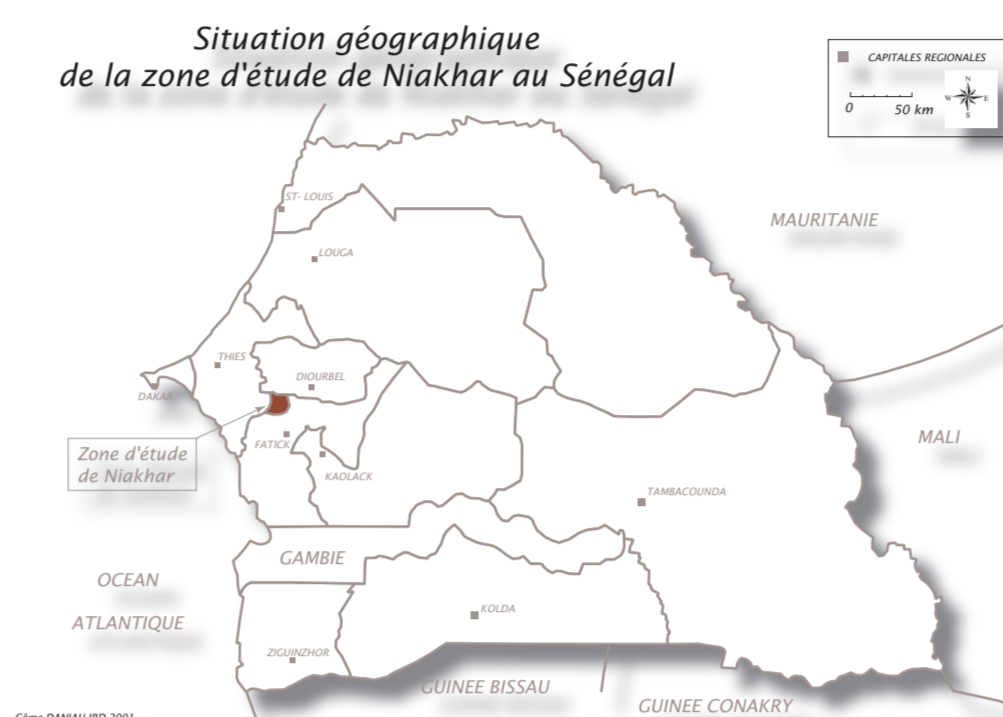 Situation géographique
de la zone d'étude de Niakhar au Sénégal
CAPITALES REGIONALES
0 50 km
N
W E
S
ST- LOUIS
MAURITANIE
LOUGA
THIES
DIOURBEL
DAKAR
Zone d'étude
de Niakhar
FATICK
KAOLACK
MALI
TAMBACOUNDA
GAMBIE
OCEAN
ATLANTIQUE
KOLDA
ZIGUINZHOR
GUINEE BISSAU
GUINEE CONAKRY